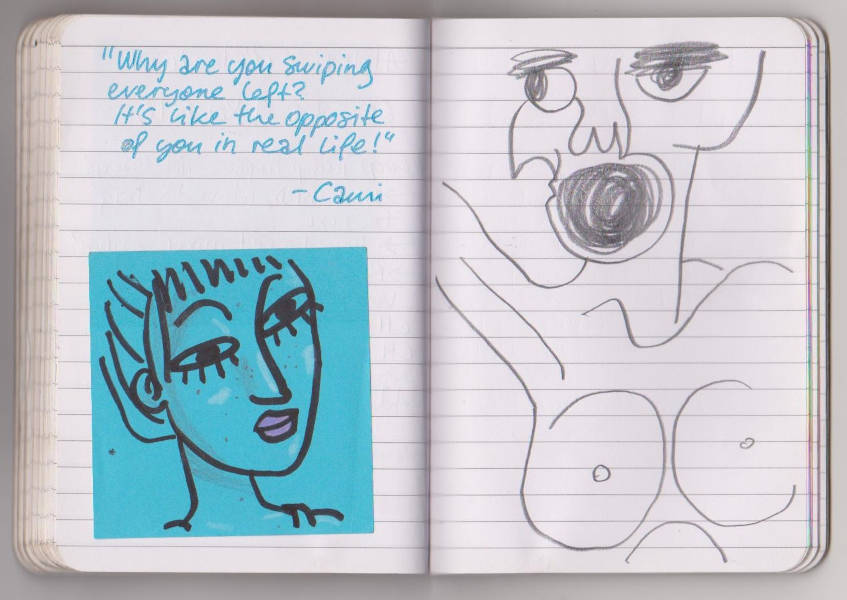 "Why are you swiping
everyone left?
It's like the opposite
of you in real life!"
- Cami